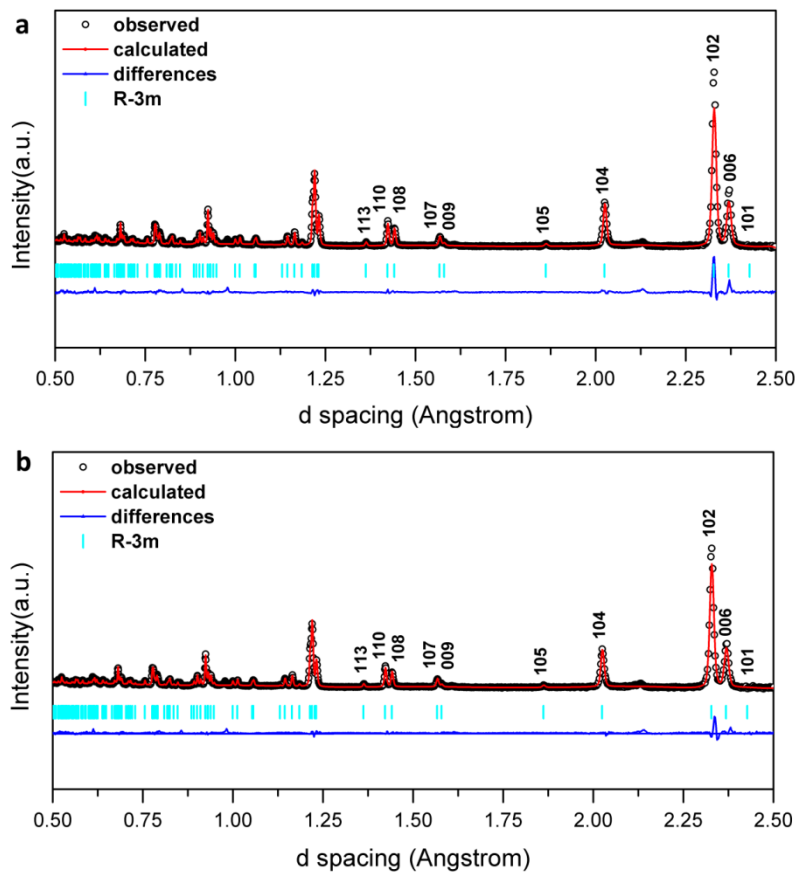 a
observed
calculated
differences
R-3m
Intensity(a.u.)
113
110
108
107
009
105
104
102
006
101
0.50 0.75 1.00 1.25 1.50 1.75 2.00 2.25 2.50
d spacing (Angstrom)
b
observed
calculated
differences
R-3m
Intensity(a.u.)
113
110
108
107
009
105
104
102
006
101
0.50 0.75 1.00 1.25 1.50 1.75 2.00 2.25 2.50
d spacing (Angstrom)